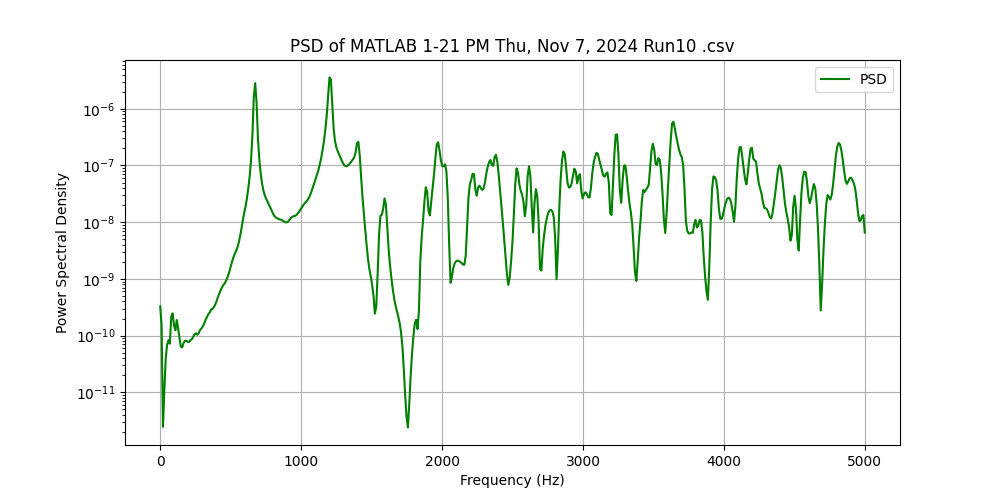 PSD of MATLAB 1-21 PM Thu, Nov 7, 2024 Run10 .csv
PSD
10⁻⁶
10⁻⁷
10⁻⁸
10⁻⁹
10⁻¹⁰
10⁻¹¹
Power Spectral Density
0 1000 2000 3000 4000 5000
Frequency (Hz)